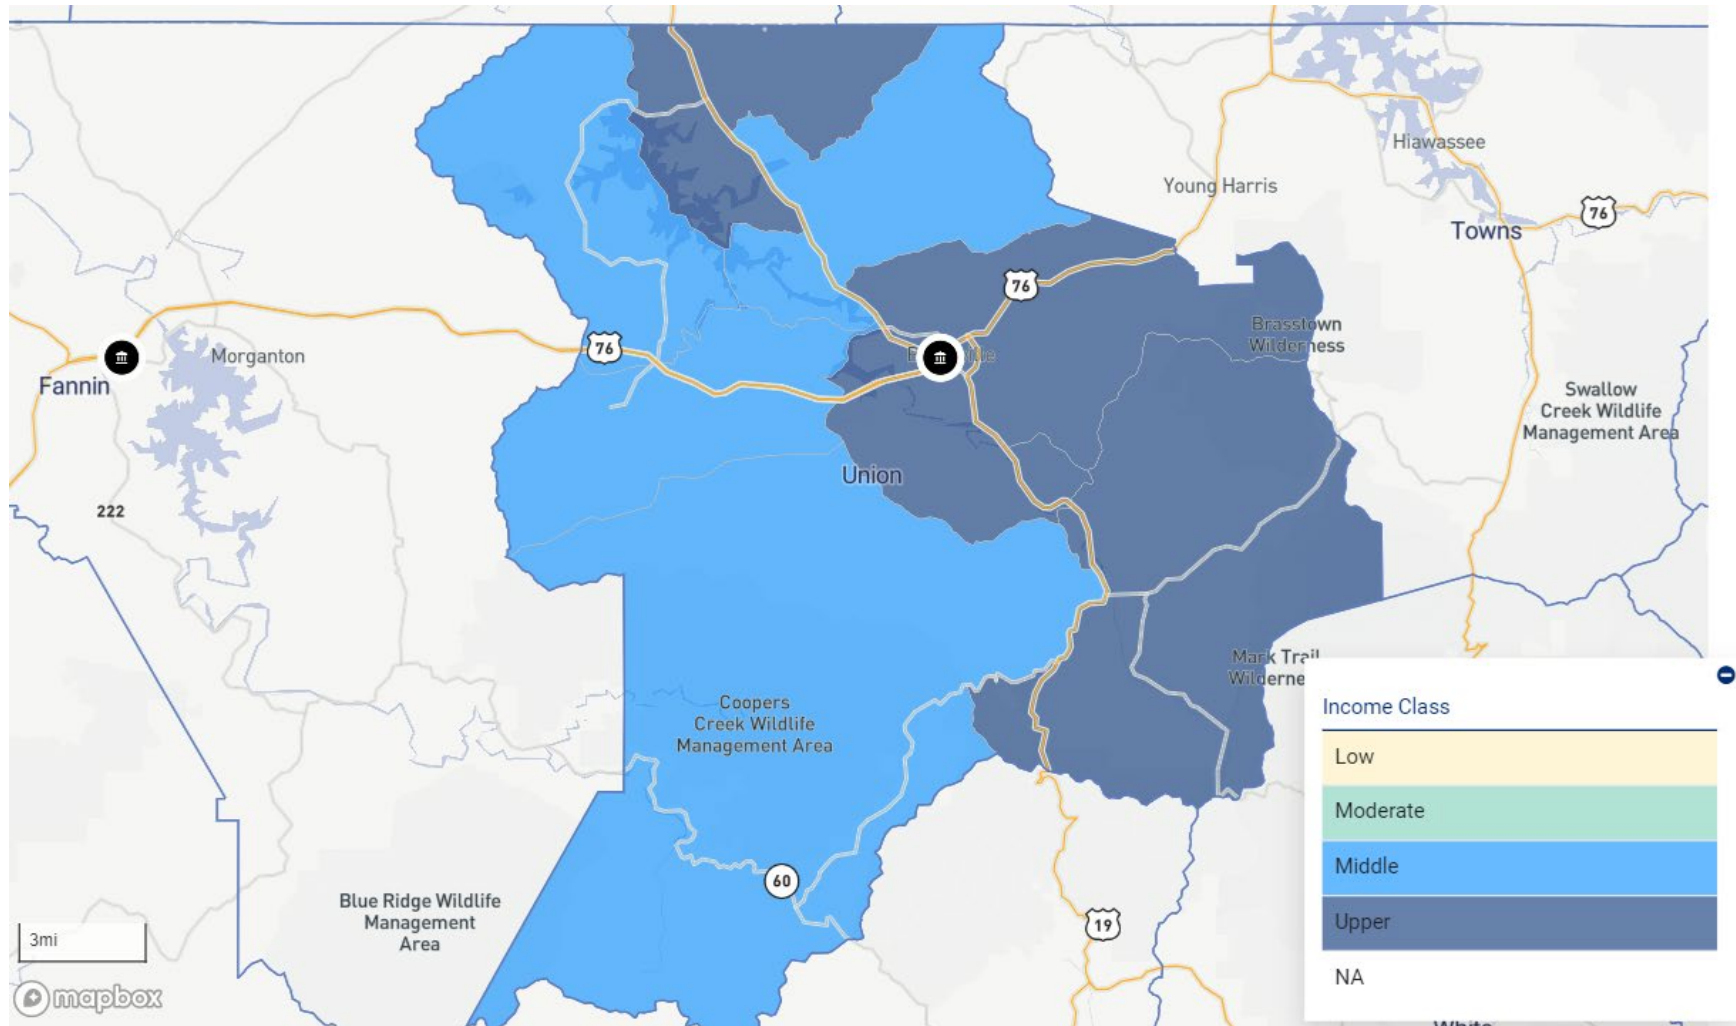 Hiawassee
Young Harris
76
Towns
76
Brasstown
Wilderness
76
Morganton
Fannin
Swallow
Creek Wildlife
Management Area
Union
222
Mark Trail
Income Class
Low
Moderate
Middle
Upper
NA
Coopers
Creek Wildlife
Management Area
60
Blue Ridge Wildlife
Management
Area
19
3mi
mapbox